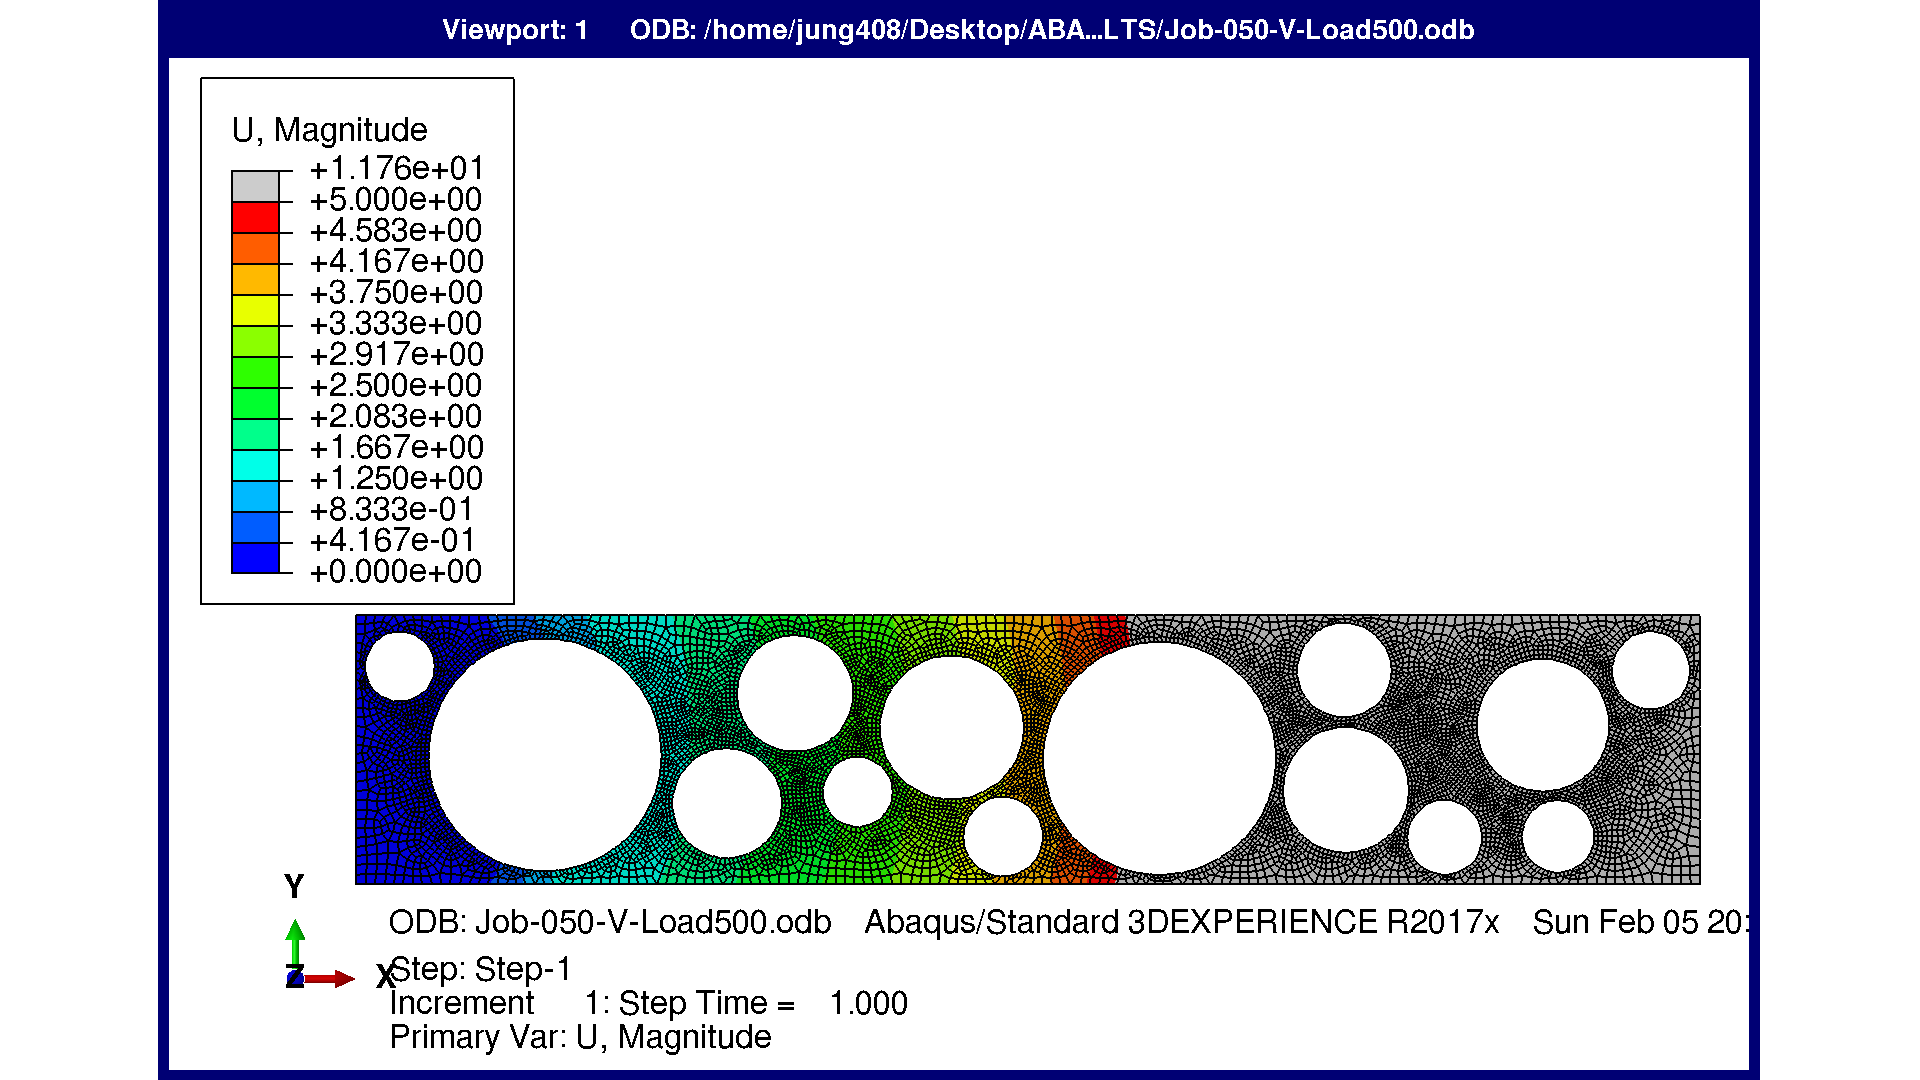 Viewport: 1 ODB: /home/jung408/Desktop/ABA...LTS/Job-050-V-Load500.odb
U, Magnitude
+1.176e+01
+5.000e+00
+4.583e+00
+4.167e+00
+3.750e+00
+3.333e+00
+2.917e+00
+2.500e+00
+2.083e+00
+1.667e+00
+1.250e+00
+8.333e-01
+4.167e-01
+0.000e+00
Y
Z
X
ODB: Job-050-V-Load500.odb Abaqus/Standard 3DEXPERIENCE R2017x Sun Feb 05 20:
Step: Step-1
Increment 1: Step Time = 1.000
Primary Var: U, Magnitude